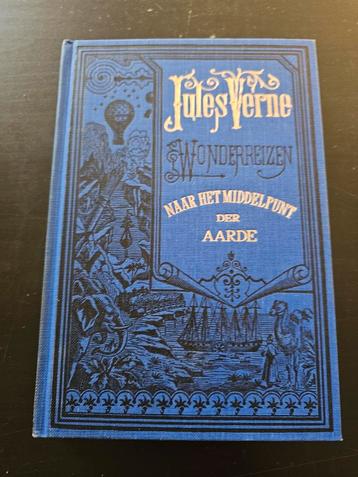 Jules Verne
Wonderreizen
NAAR HET MIDDELPUNT
DER
AARDE